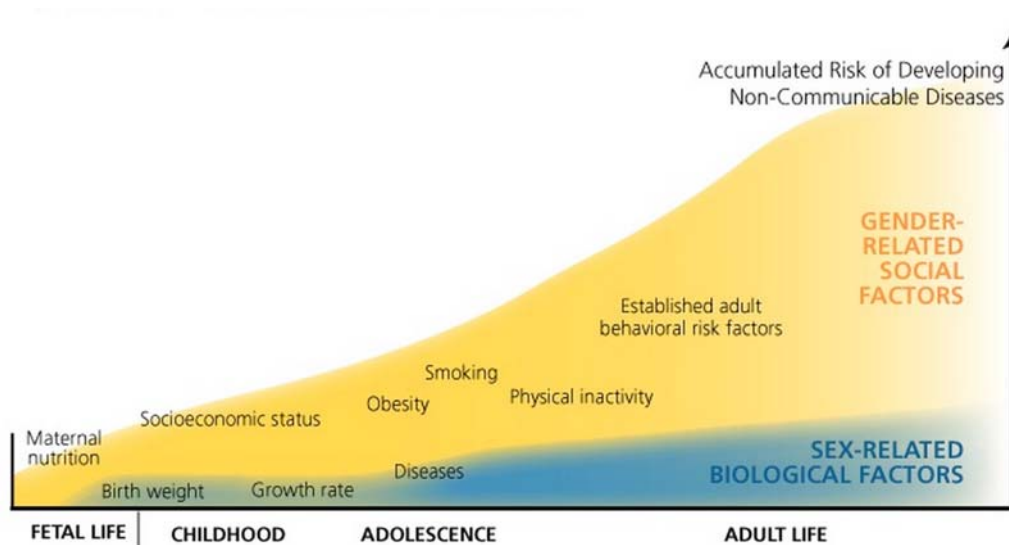 Accumulated Risk of Developing
Non-Communicable Diseases
GENDER-
RELATED
SOCIAL
FACTORS
Established adult
behavioral risk factors
Smoking
Obesity
Physical inactivity
Socioeconomic status
Maternal
nutrition
Diseases
Birth weight
Growth rate
SEX-RELATED
BIOLOGICAL FACTORS
FETAL LIFE
CHILDHOOD
ADOLESCENCE
ADULT LIFE